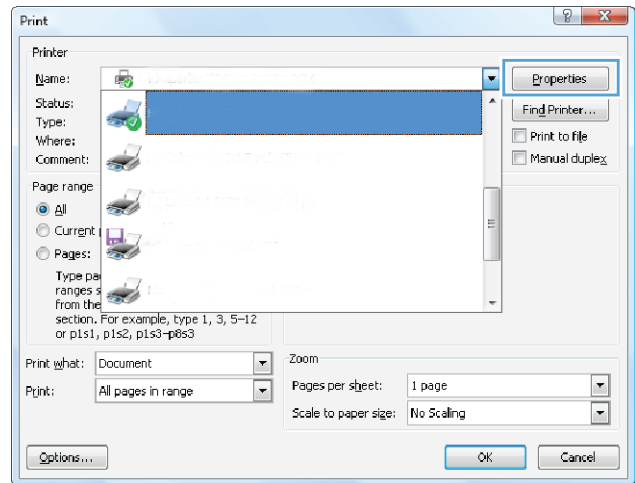 Print
Printer
Name:
Properties
Status:
Find Printer...
Type:
Where:
Print to file
Comment:
Manual duplex
Page range
All
Current
Pages:
Type
ranges
from the
section. For example, type 1, 3, 5–12
or p1s1, p1s2, p1s3–p8s3
Print what: Document
Print: All pages in range
Zoom
Pages per sheet: 1 page
Scale to paper size: No Scaling
Options...
OK
Cancel